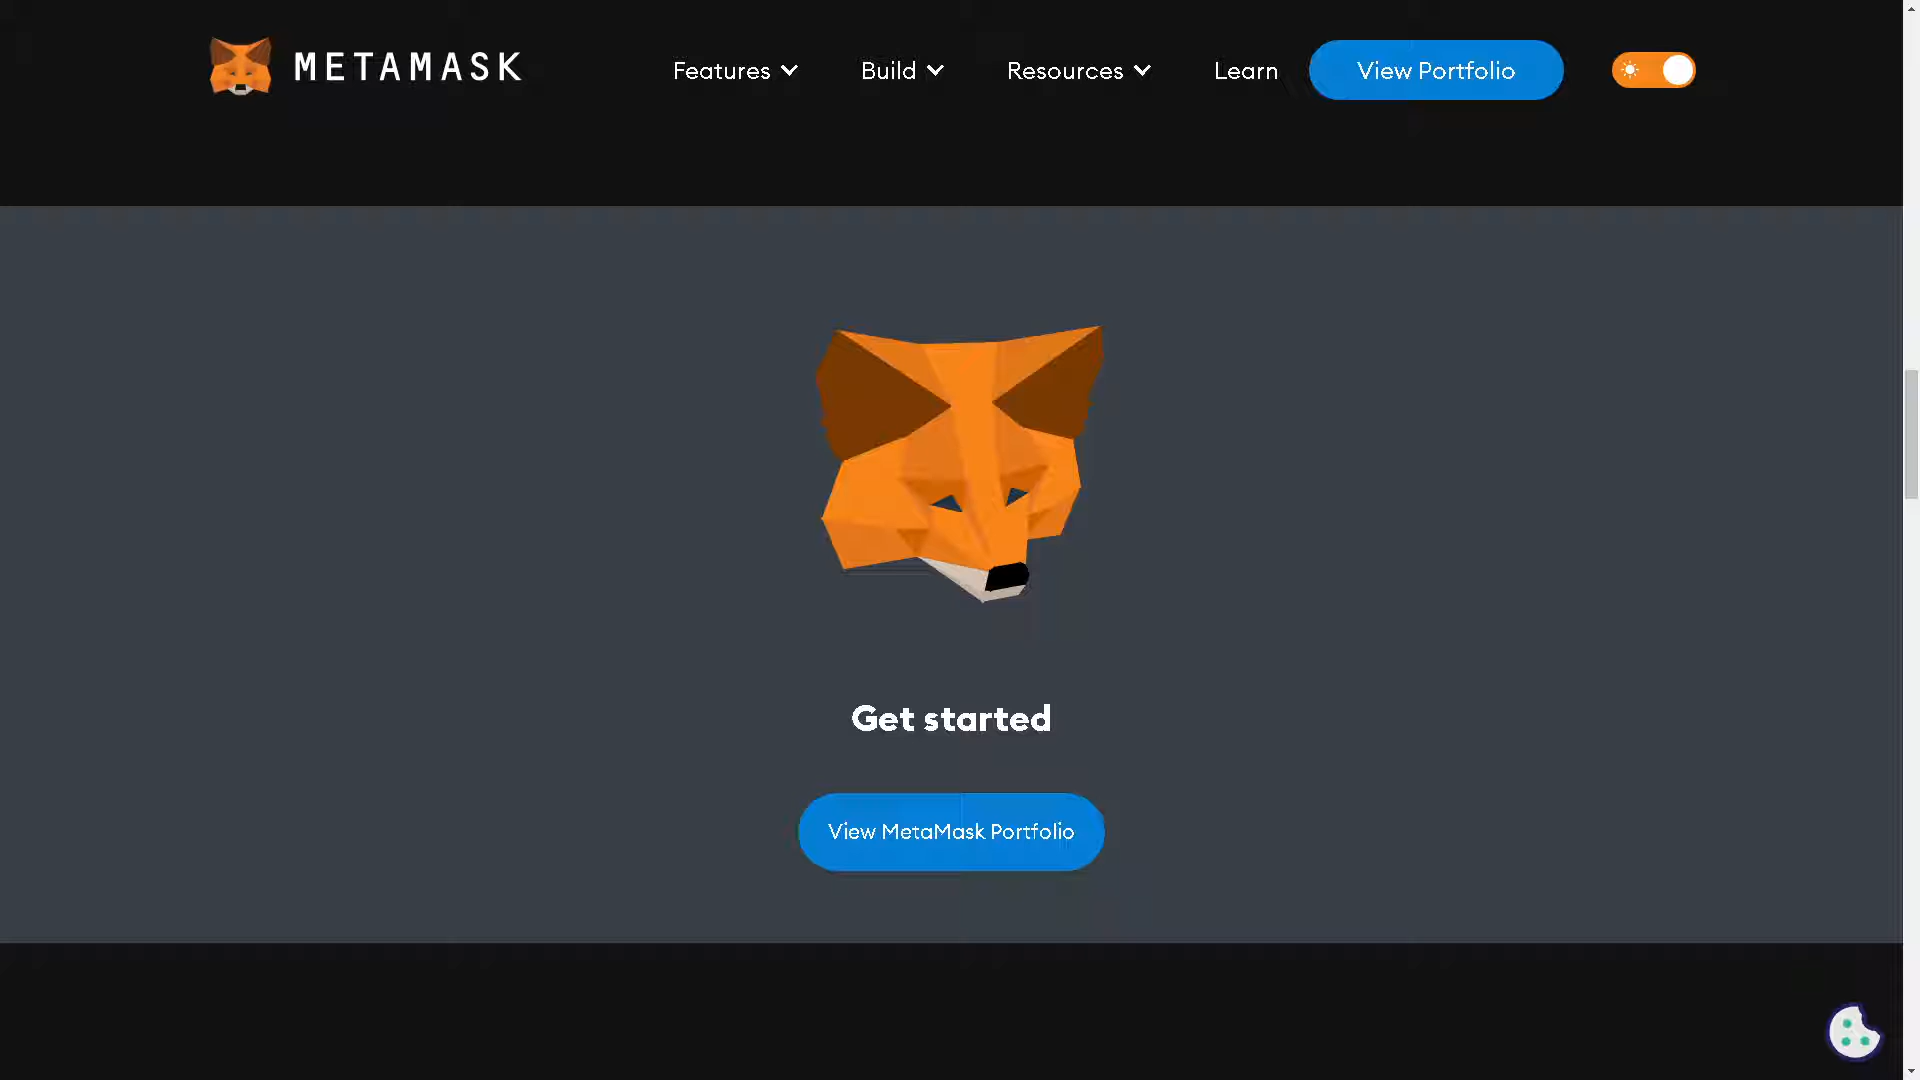 METAMASK
Features
Build
Resources
Learn
View Portfolio
Get started
View MetaMask Portfolio